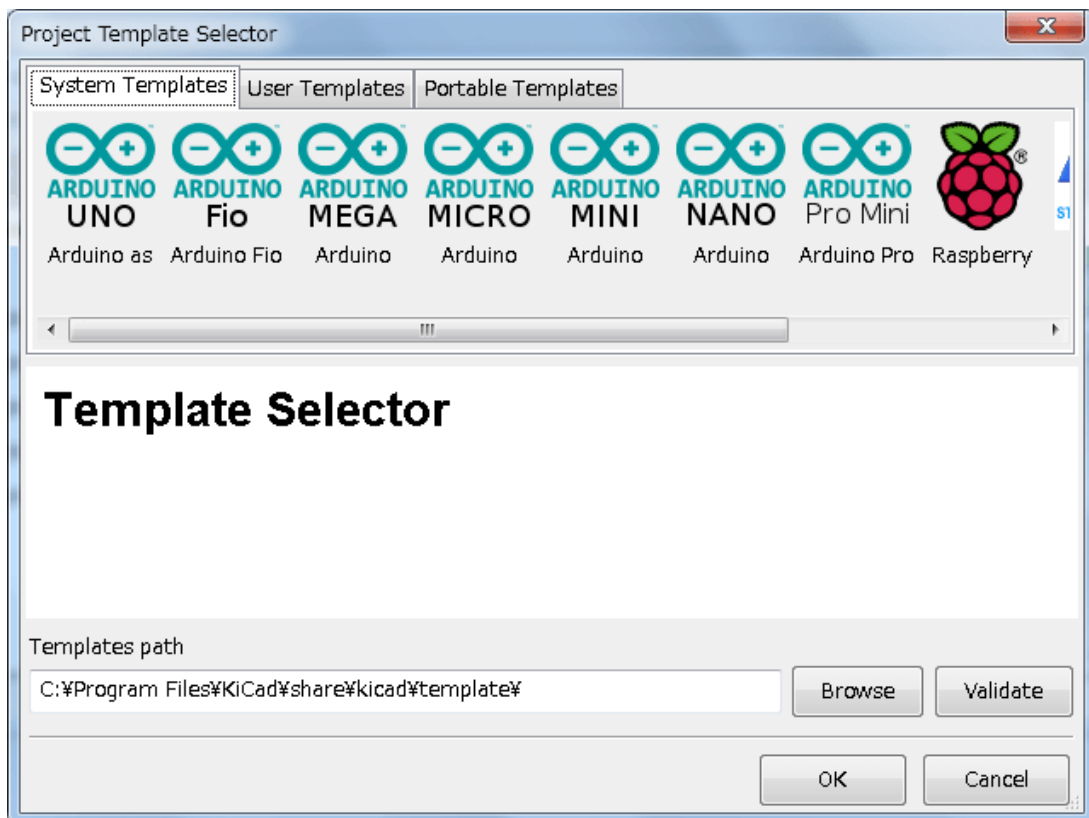 Project Template Selector
System Templates User Templates Portable Templates
ARDUINO ARDUINO ARDUINO ARDUINO ARDUINO ARDUINO ARDUINO
UNO Fio MEGA MICRO MINI NANO Pro Mini
Arduino as Arduino Fio Arduino Arduino Arduino Arduino Arduino Pro Raspberry
Template Selector
Templates path
C:¥Program Files¥KiCad¥share¥kicad¥template¥ Browse Validate
OK Cancel